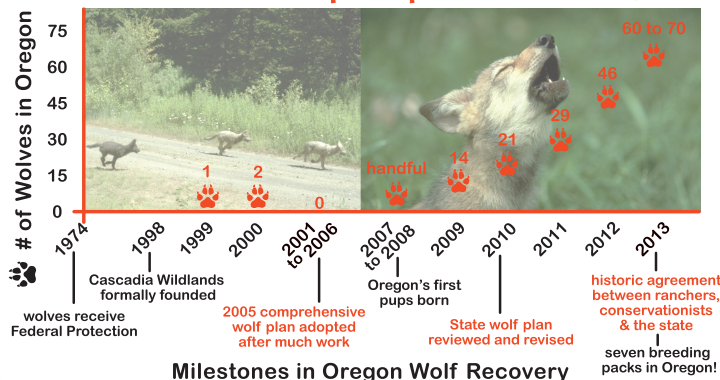 # of Wolves in Oregon
75
60
45
30
15
0
1
2
0
handful
14
21
29
46
60 to 70
1974
1998
1999
2000
2001
to 2006
2007
to 2008
2009
2010
2011
2012
2013
wolves receive
Federal Protection
Cascadia Wildlands
formally founded
2005 comprehensive
wolf plan adopted
after much work
Oregon's first
pups born
State wolf plan
reviewed and revised
historic agreement
between ranchers,
conservationists
& the state
seven breeding
packs in Oregon!
Milestones in Oregon Wolf Recovery